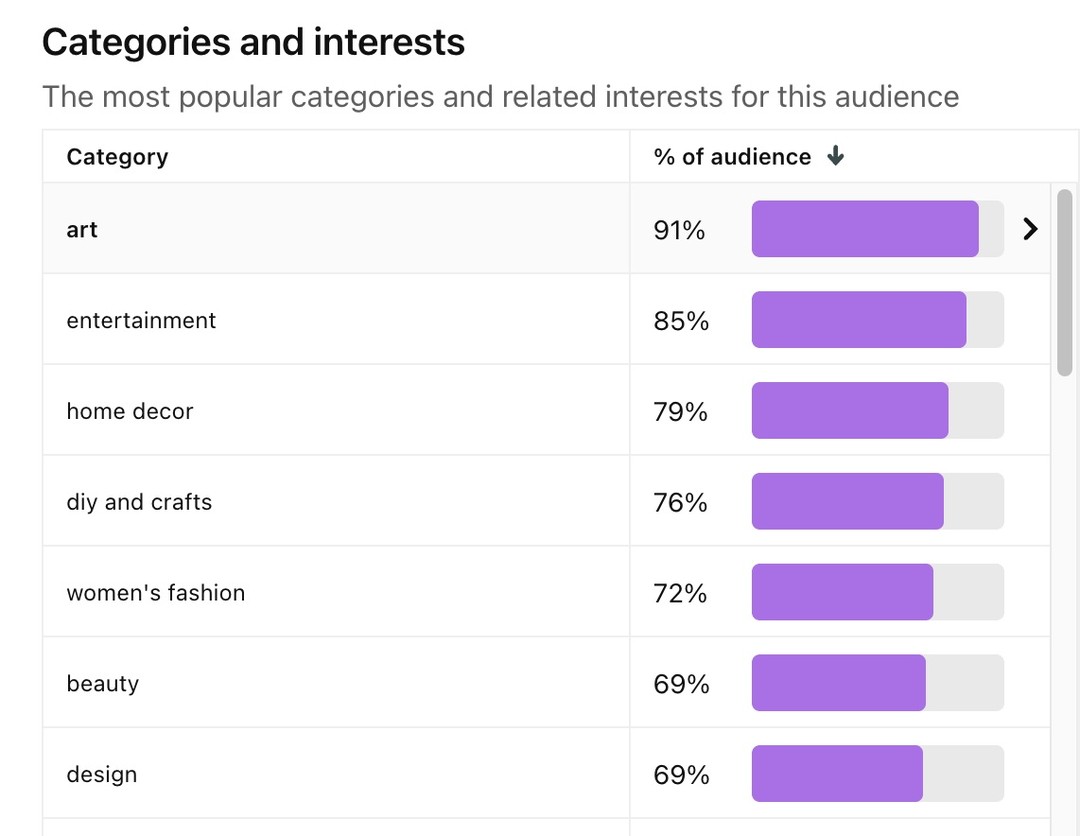 Categories and interests
The most popular categories and related interests for this audience
Category % of audience
art 91%
entertainment 85%
home decor 79%
diy and crafts 76%
women's fashion 72%
beauty 69%
design 69%